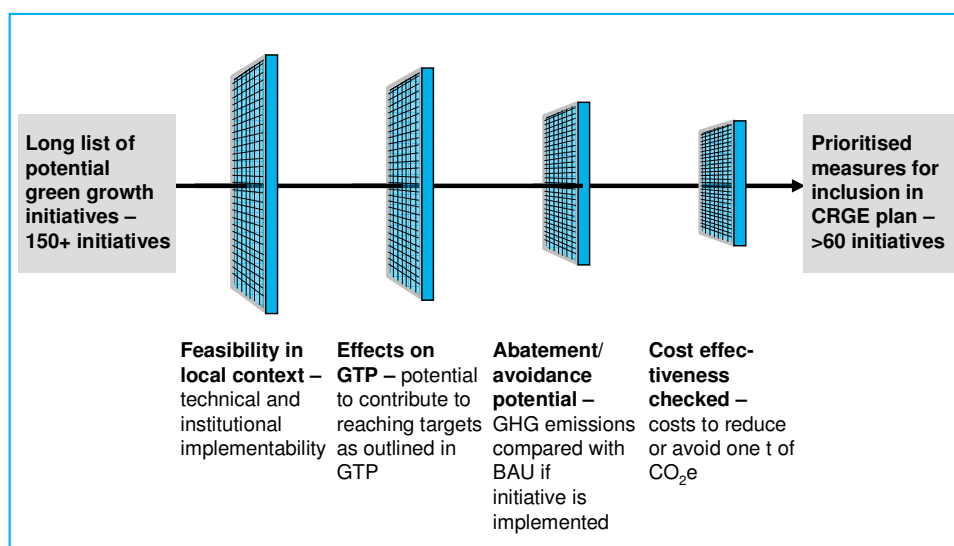 Long list of
potential
green growth
initiatives –
150+ initiatives
Prioritised
measures for
inclusion in
CRGE plan –
>60 initiatives
Feasibility in
local context –
technical and
institutional
implementability
Effects on
GTP – potential
to contribute to
reaching targets
as outlined in
GTP
Abatement/
avoidance
potential –
GHG emissions
compared with
BAU if
initiative is
implemented
Cost effec-
tiveness
checked –
costs to reduce
or avoid one t of
CO₂e